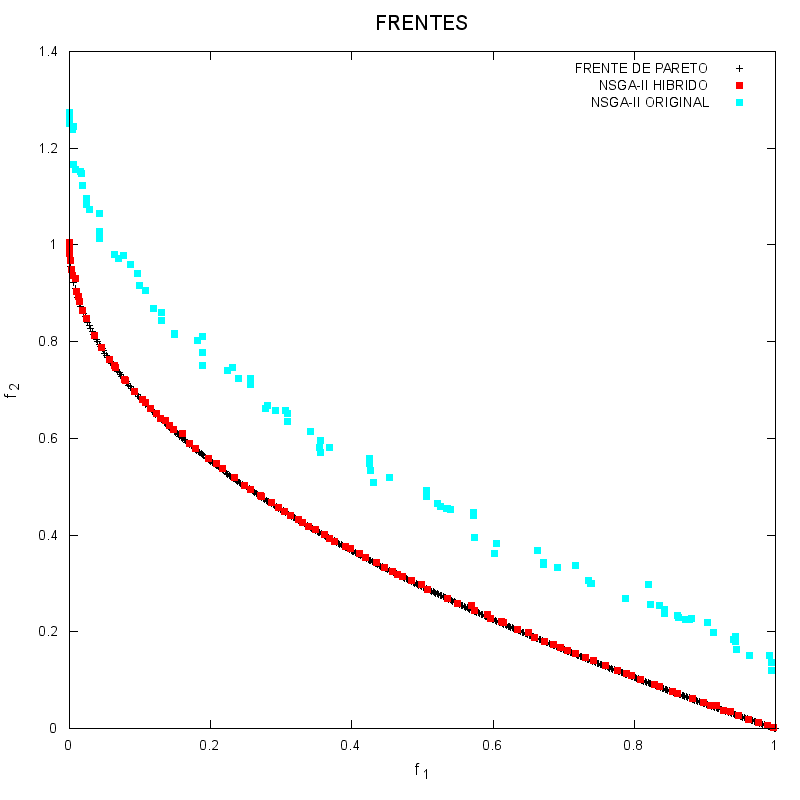 FRENTES
FRENTE DE PARETO
NSGA-II HIBRIDO
NSGA-II ORIGINAL
1.4
1.2
1
0.8
0.6
0.4
0.2
0
f2
0 0.2 0.4 0.6 0.8 1
f1